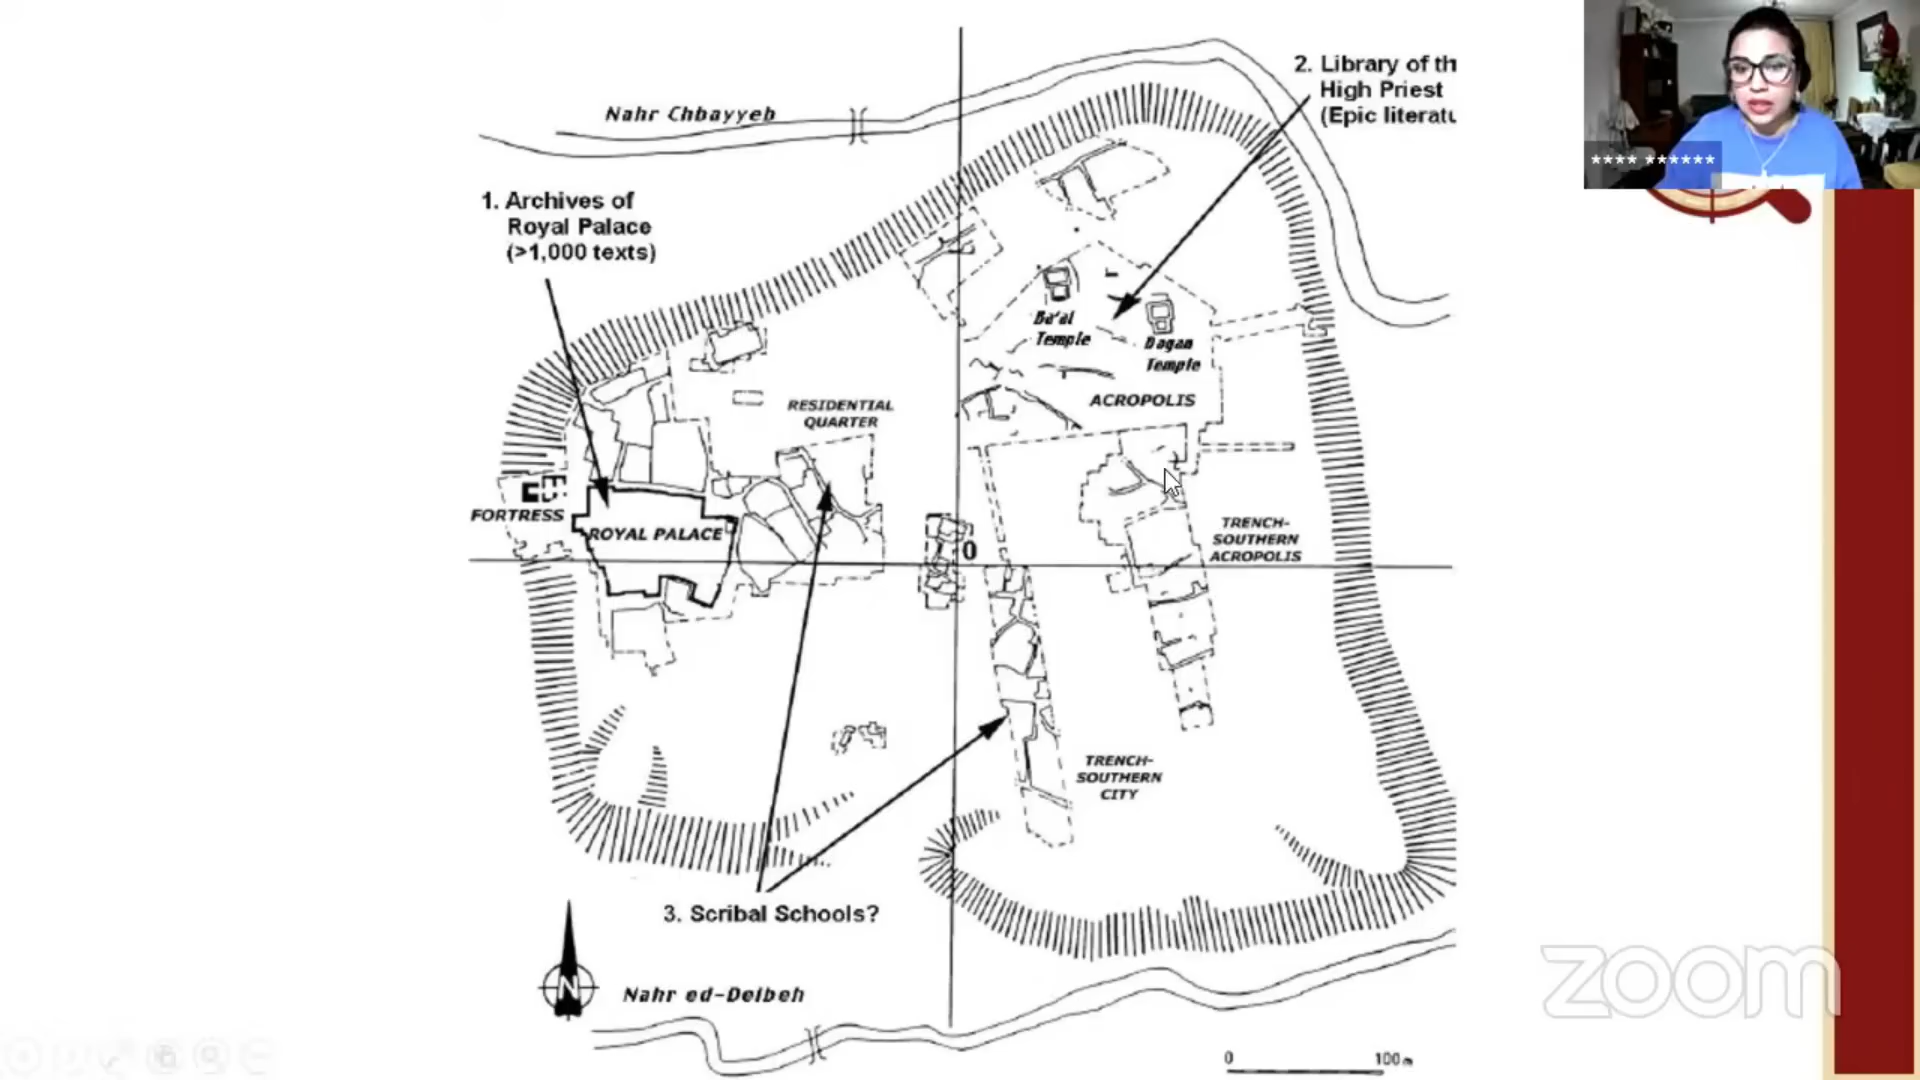 Nahr Chbayyeb
2. Library of th
High Priest
(Epic literatu
**** ******
1. Archives of
Royal Palace
(>1,000 texts)
Ba'al
Temple
Dagan
Temple
ACROPOLIS
RESIDENTIAL
QUARTER
FORTRESS
ROYAL PALACE
0
TRENCH-
SOUTHERN
ACROPOLIS
TRENCH-
SOUTHERN
CITY
3. Scribal Schools?
N
Nahr ed-Delbeh
0 100m
zoom